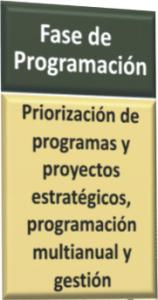 Fase de
Programación
Priorización de
programas y
proyectos
estratégicos,
programación
multianual y
gestión